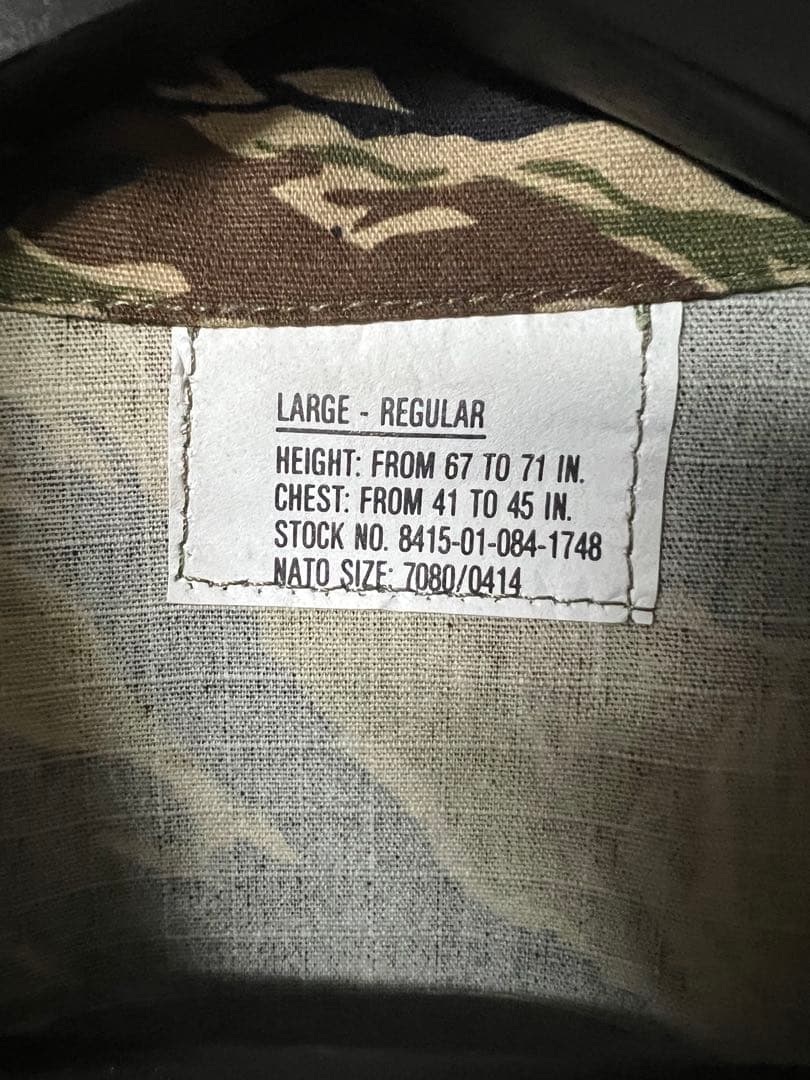 LARGE - REGULAR
HEIGHT: FROM 67 TO 71 IN.
CHEST: FROM 41 TO 45 IN.
STOCK NO. 8415-01-084-1748
NATO SIZE: 7080/0414